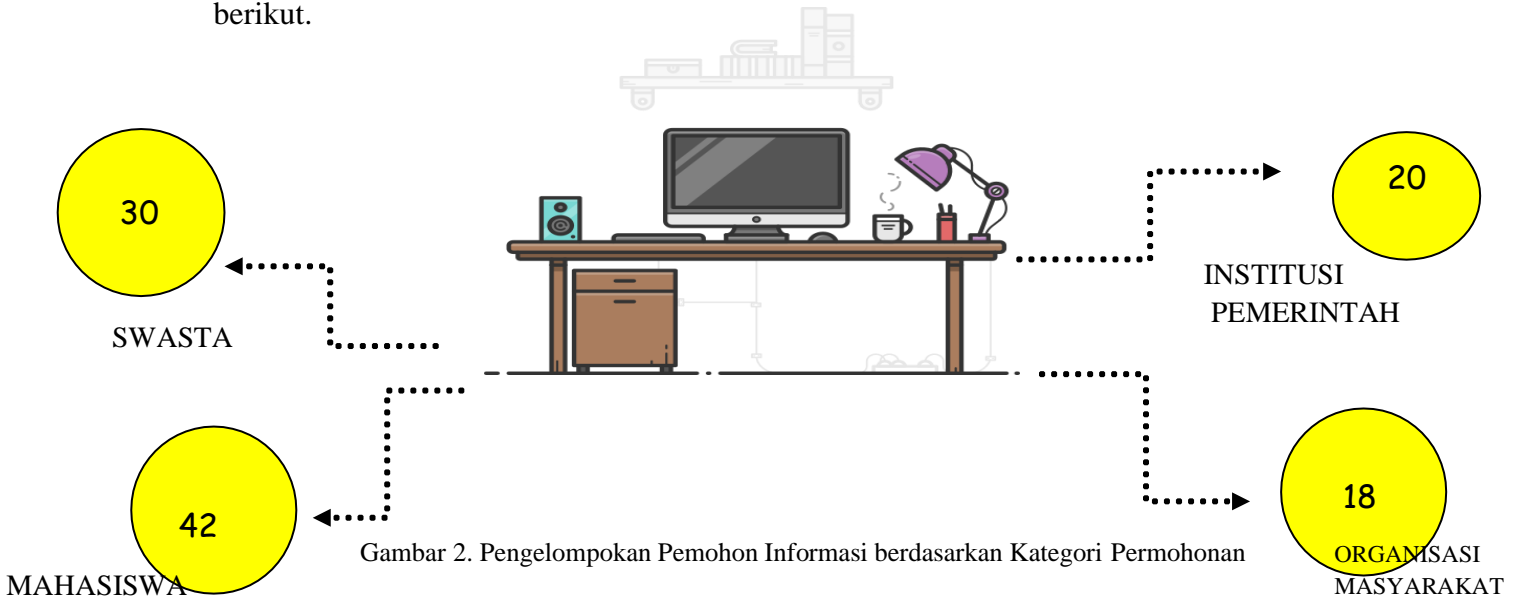 berikut.
30
SWASTA
20
INSTITUSI
PEMERINTAH
42
MAHASISWA
18
ORGANISASI
MASYARAKAT
Gambar 2. Pengelompokan Pemohon Informasi berdasarkan Kategori Permohonan